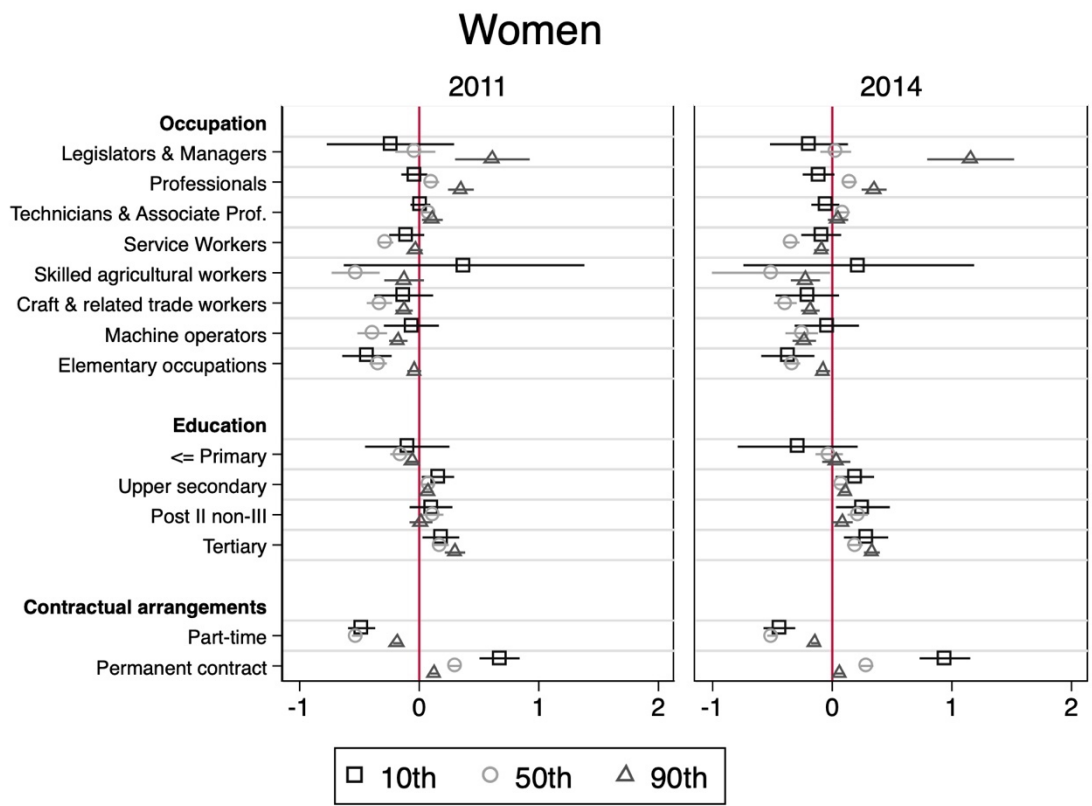 Women
2011 2014
Occupation
Legislators & Managers
Professionals
Technicians & Associate Prof.
Service Workers
Skilled agricultural workers
Craft & related trade workers
Machine operators
Elementary occupations
Education
<= Primary
Upper secondary
Post II non-III
Tertiary
Contractual arrangements
Part-time
Permanent contract
-1 0 1 2 -1 0 1 2
10th 50th 90th